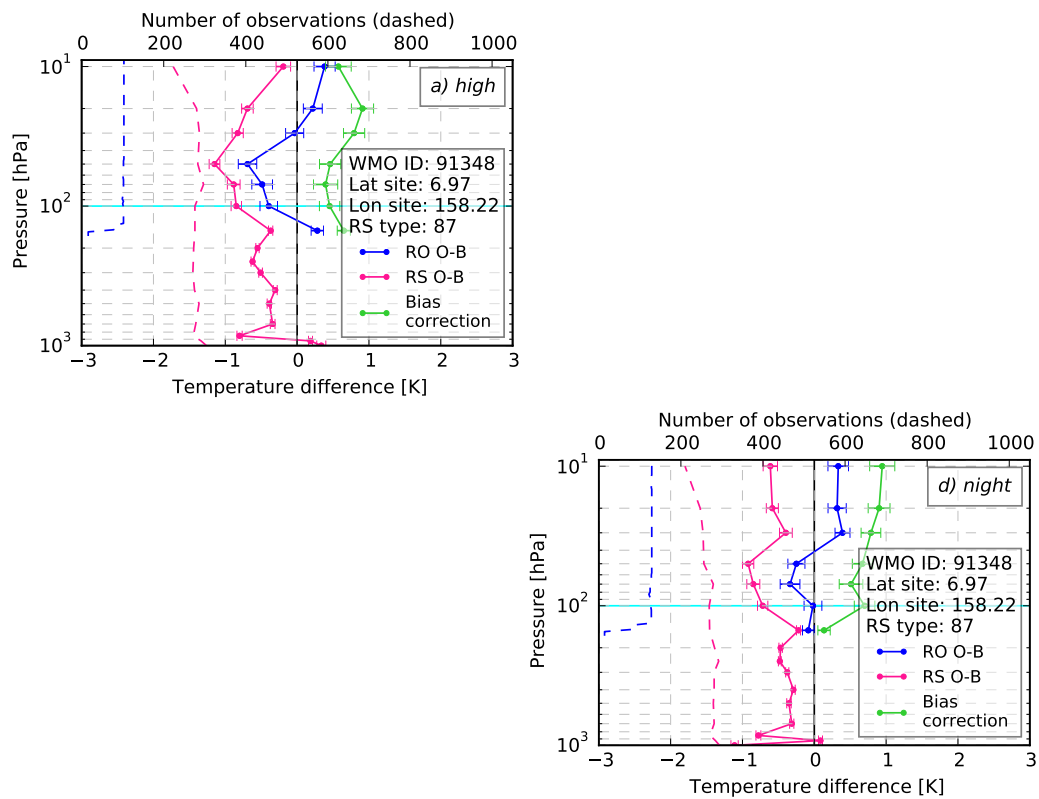 Number of observations (dashed)
0 200 400 600 800 1000
a) high
10¹
10²
10³
Pressure [hPa]
WMO ID: 91348
Lat site: 6.97
Lon site: 158.22
RS type: 87
RO O-B
RS O-B
Bias
correction
−3 −2 −1 0 1 2 3
Temperature difference [K]
Number of observations (dashed)
0 200 400 600 800 1000
d) night
10¹
10²
10³
Pressure [hPa]
WMO ID: 91348
Lat site: 6.97
Lon site: 158.22
RS type: 87
RO O-B
RS O-B
Bias
correction
−3 −2 −1 0 1 2 3
Temperature difference [K]